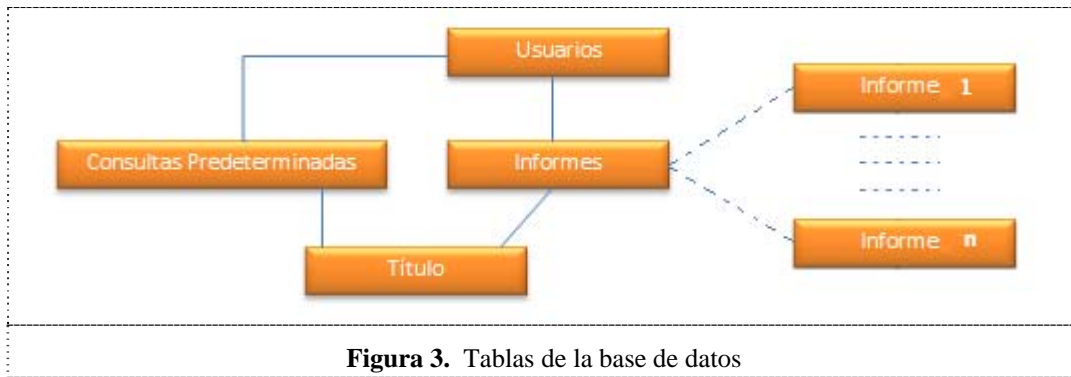 Usuarios
Informe 1
Consultas Predeterminadas
Informes
Informe n
Título
Figura 3. Tablas de la base de datos